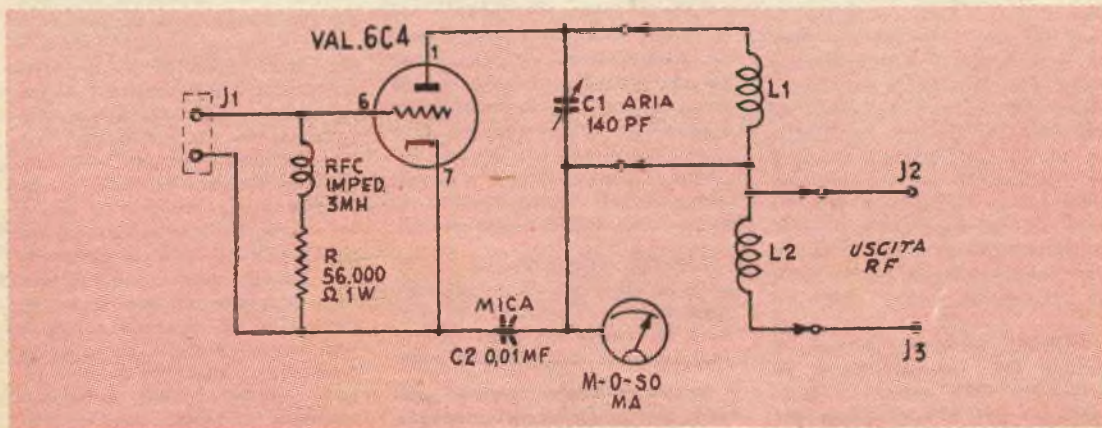 VAL.6C4
J1
6
1
7
RFC
IMPED.
3MH
R
56.000
Ω 1W
MICA
C2 0,01MF
C1 ARIA
140 PF
M-0-50
MA
L1
L2
J2
USCITA
RF
J3